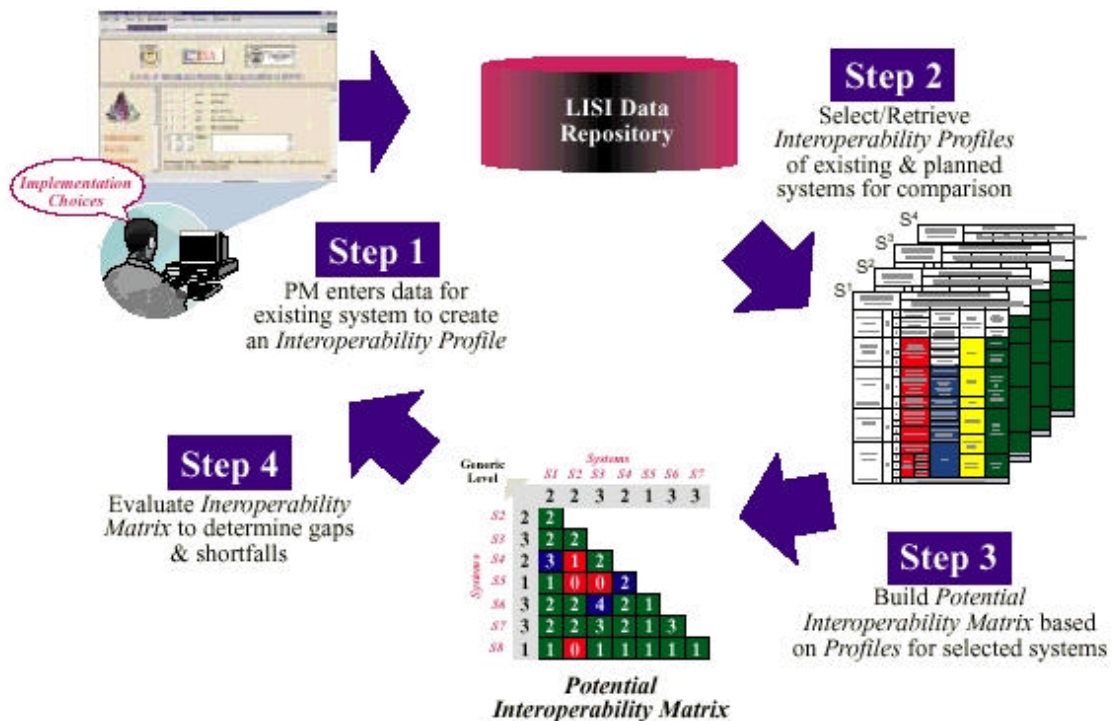 Implementation
Choices
LISI Data
Repository
Step 1
PM enters data for
existing system to create
an Interoperability Profile
Step 2
Select/Retrieve
Interoperability Profiles
of existing & planned
systems for comparison
S4
S3
S2
S1
Step 3
Build Potential
Interoperability Matrix based
on Profiles for selected systems
Step 4
Evaluate Ineroperability
Matrix to determine gaps
& shortfalls
Generic
Level
Systems
S1 S2 S3 S4 S5 S6 S7
2 2 3 2 1 3 3
Systems
S2 2 2
S3 3 2 2
S4 2 3 1 2
S5 1 1 0 0 2
S6 3 2 2 4 2 1
S7 3 2 2 3 2 1 3
S8 1 1 0 1 1 1 1 1
Potential
Interoperability Matrix